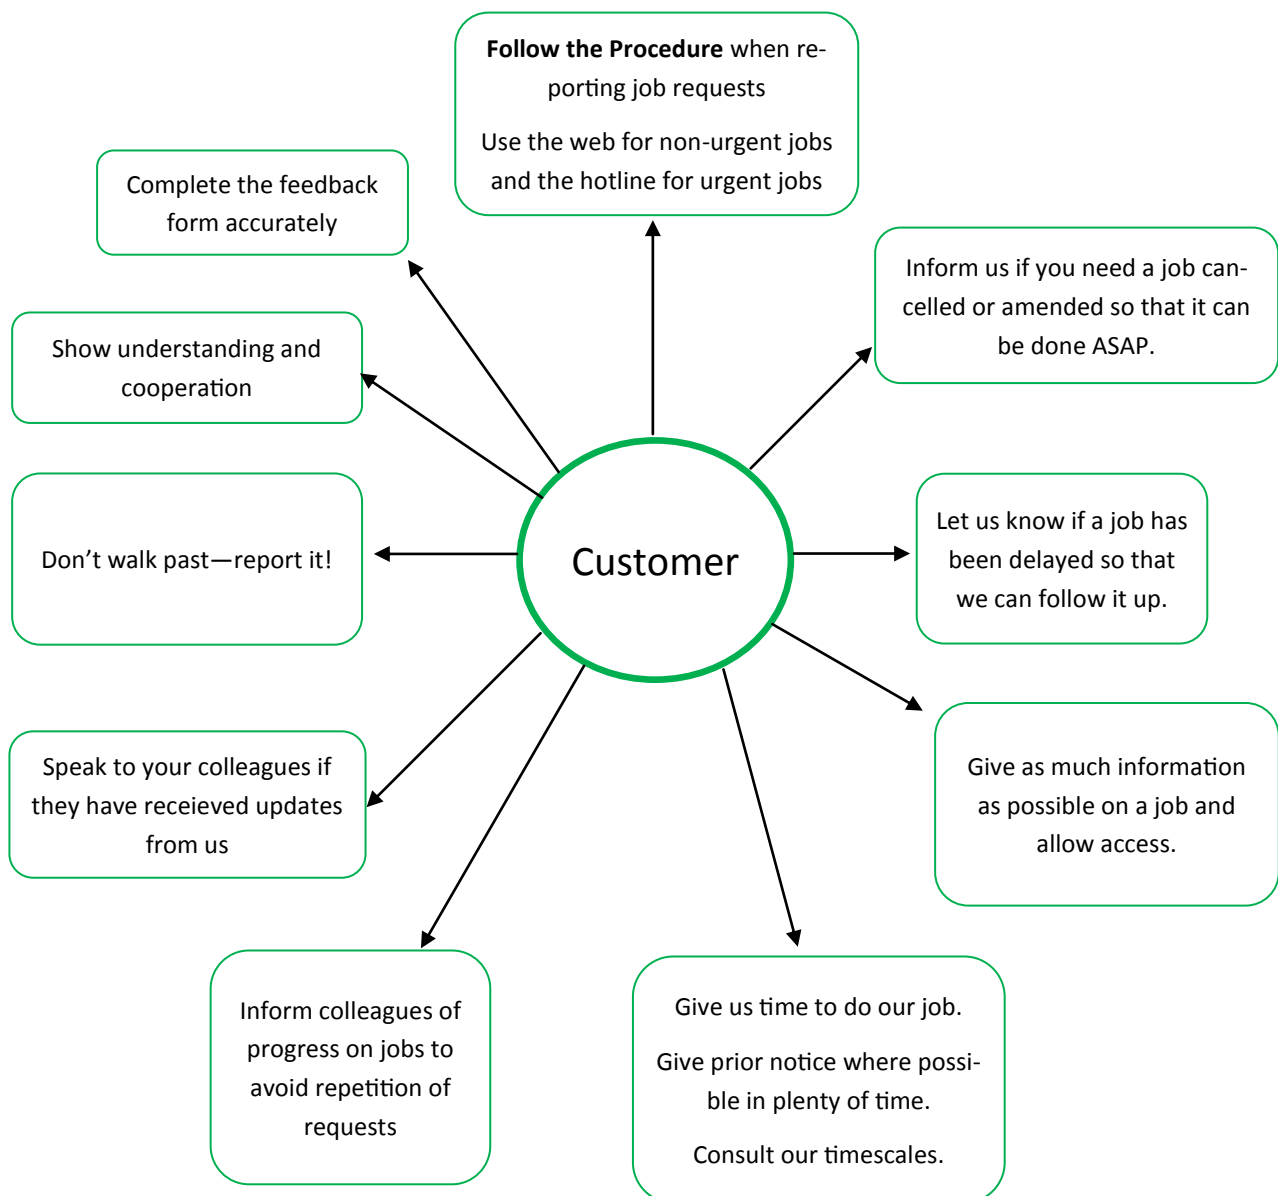 Follow the Procedure when re-
porting job requests
Use the web for non-urgent jobs
and the hotline for urgent jobs
Complete the feedback
form accurately
Inform us if you need a job can-
celled or amended so that it can
be done ASAP.
Show understanding and
cooperation
Don’t walk past—report it!
Customer
Let us know if a job has
been delayed so that
we can follow it up.
Speak to your colleagues if
they have receieved updates
from us
Give as much information
as possible on a job and
allow access.
Inform colleagues of
progress on jobs to
avoid repetition of
requests
Give us time to do our job.
Give prior notice where possi-
ble in plenty of time.
Consult our timescales.